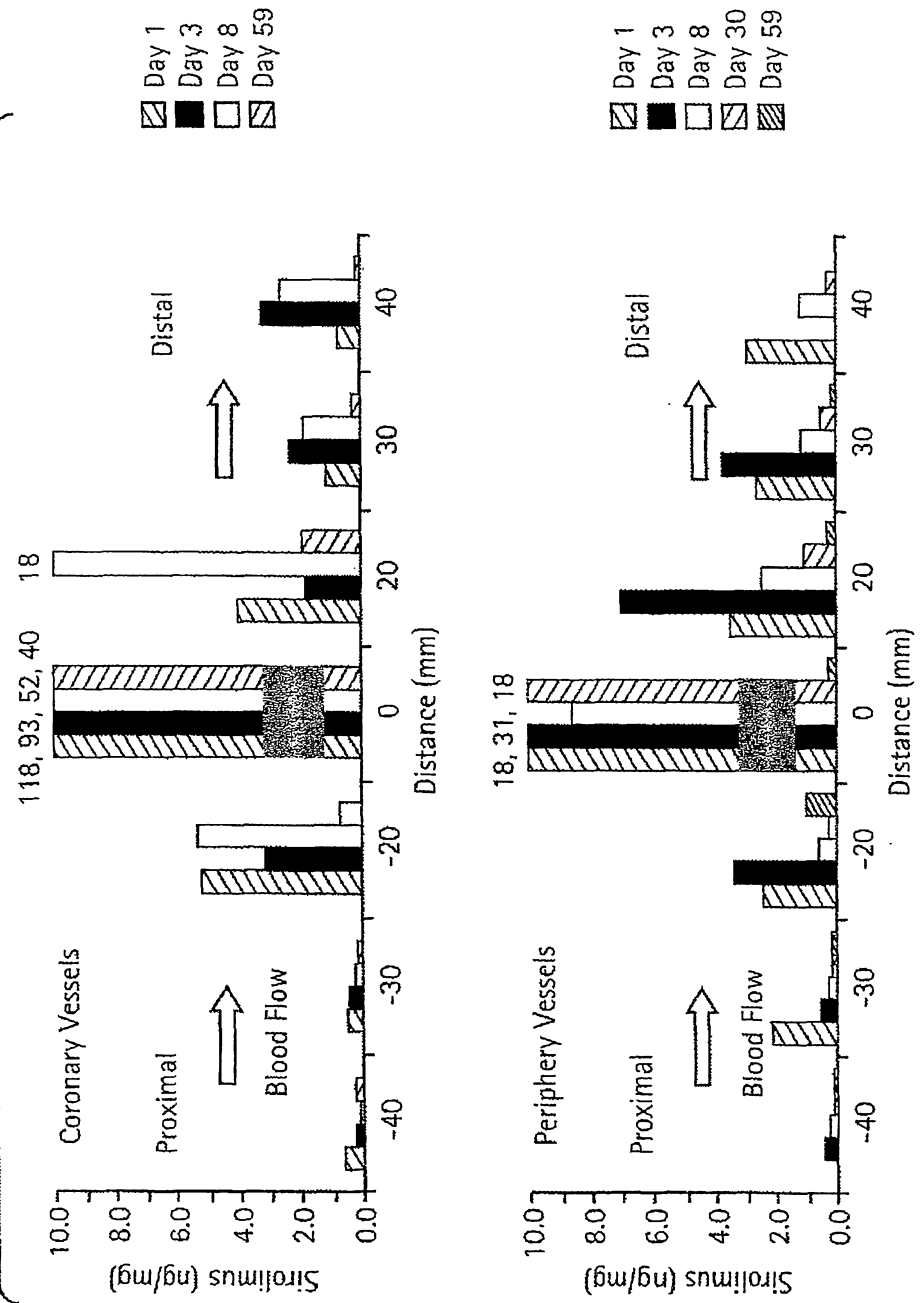 Coronary Vessels
118, 93, 52, 40
18
Proximal
Distal
Blood Flow
Day 1
Day 3
Day 8
Day 59
Sirolimus (ng/mg)
10.0
8.0
6.0
4.0
2.0
0.0
-40 -30 -20 0 20 30 40
Distance (mm)
Periphery Vessels
18, 31, 18
Proximal
Distal
Blood Flow
Day 1
Day 3
Day 8
Day 30
Day 59
Sirolimus (ng/mg)
10.0
8.0
6.0
4.0
2.0
0.0
-40 -30 -20 0 20 30 40
Distance (mm)